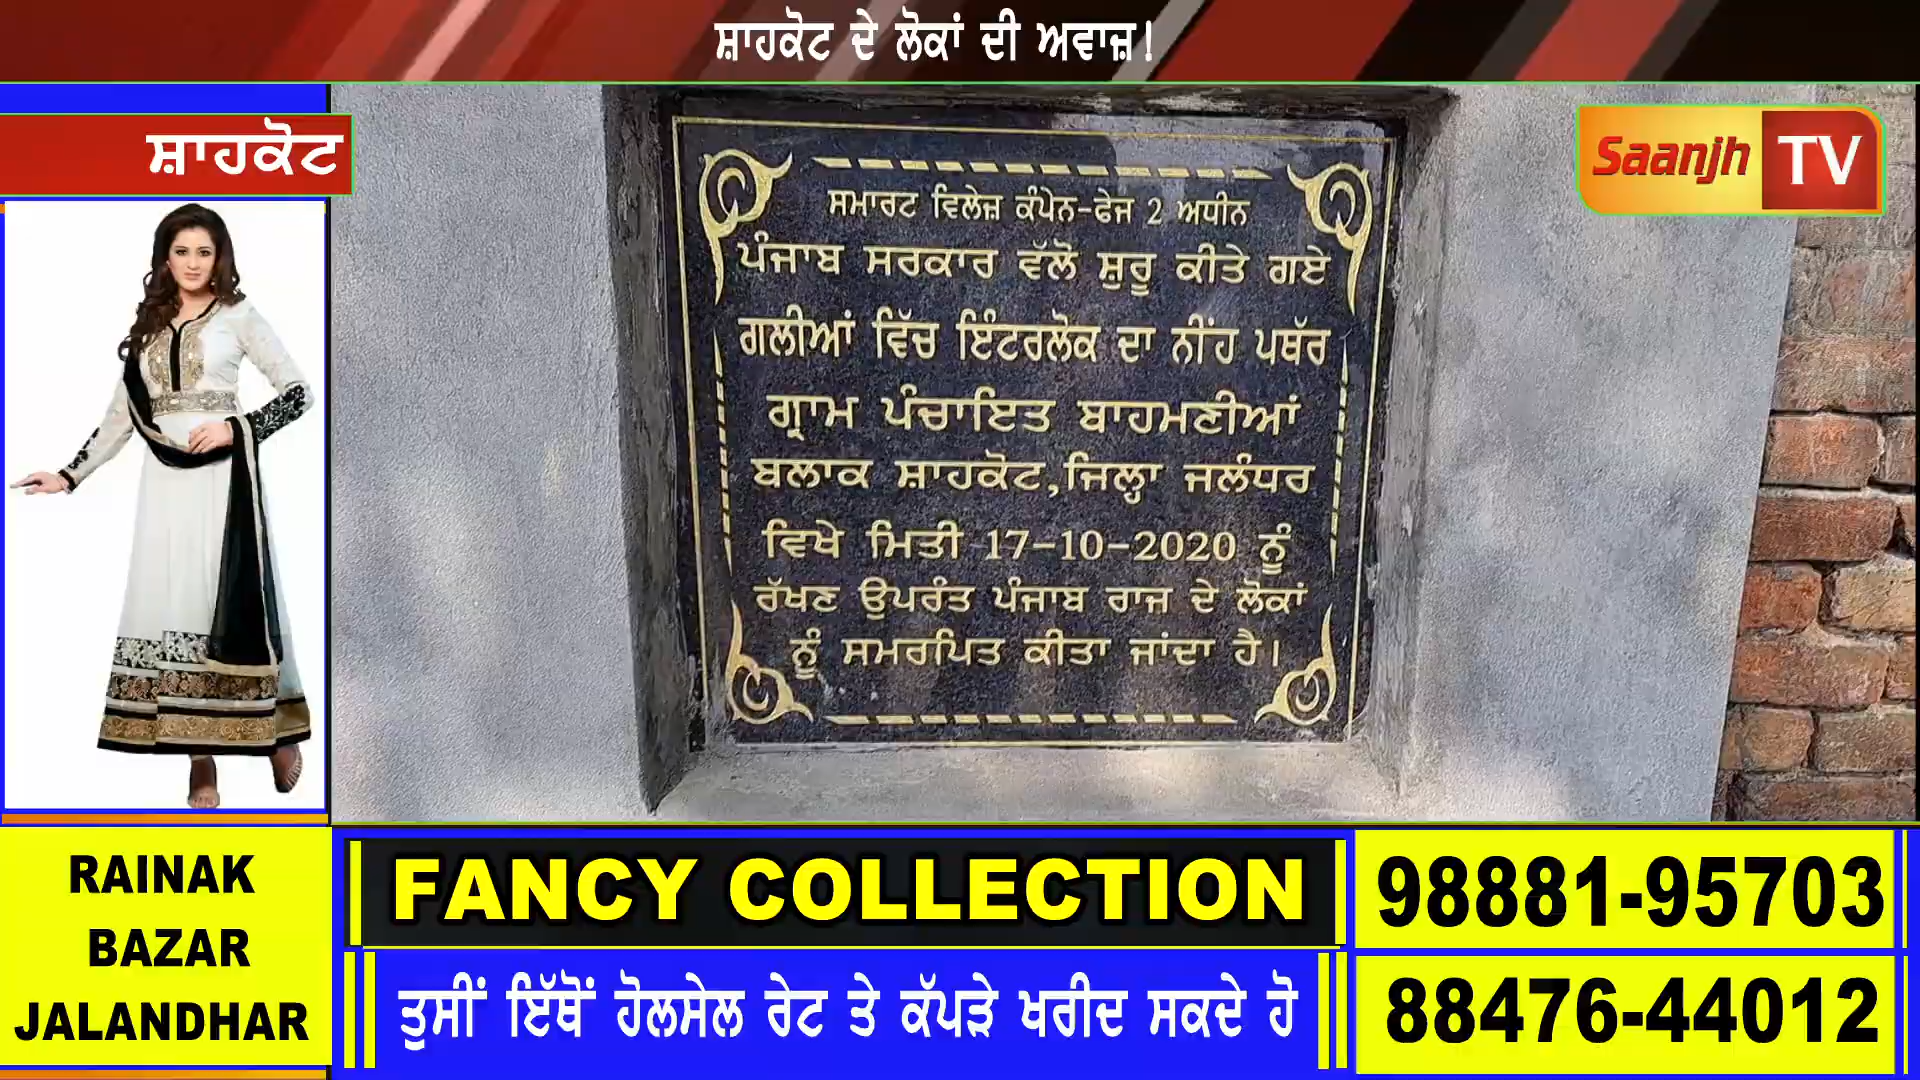 ਸ਼ਾਹਕੋਟ ਦੇ ਲੋਕਾਂ ਦੀ ਅਵਾਜ਼!
ਸ਼ਾਹਕੋਟ
Saanjh TV
ਸਮਾਰਟ ਵਿਲੇਜ਼ ਕੰਪੇਨ-ਫੇਜ 2 ਅਧੀਨ
ਪੰਜਾਬ ਸਰਕਾਰ ਵੱਲੋ ਸ਼ੁਰੂ ਕੀਤੇ ਗਏ
ਗਲੀਆਂ ਵਿੱਚ ਇੰਟਰਲੋਕ ਦਾ ਨੀਂਹ ਪਥੱਰ
ਗ੍ਰਾਮ ਪੰਚਾਇਤ ਬਾਹਮਣੀਆਂ
ਬਲਾਕ ਸ਼ਾਹਕੋਟ,ਜਿਲ੍ਹਾ ਜਲੰਧਰ
ਵਿਖੇ ਮਿਤੀ 17-10-2020 ਨੂੰ
ਰੱਖਣ ਉਪਰੰਤ ਪੰਜਾਬ ਰਾਜ ਦੇ ਲੋਕਾਂ
ਨੂੰ ਸਮਰਪਿਤ ਕੀਤਾ ਜਾਂਦਾ ਹੈ।
RAINAK
BAZAR
JALANDHAR
FANCY COLLECTION
ਤੁਸੀਂ ਇੱਥੋਂ ਹੋਲਸੇਲ ਰੇਟ ਤੇ ਕੱਪੜੇ ਖਰੀਦ ਸਕਦੇ ਹੋ
98881-95703
88476-44012